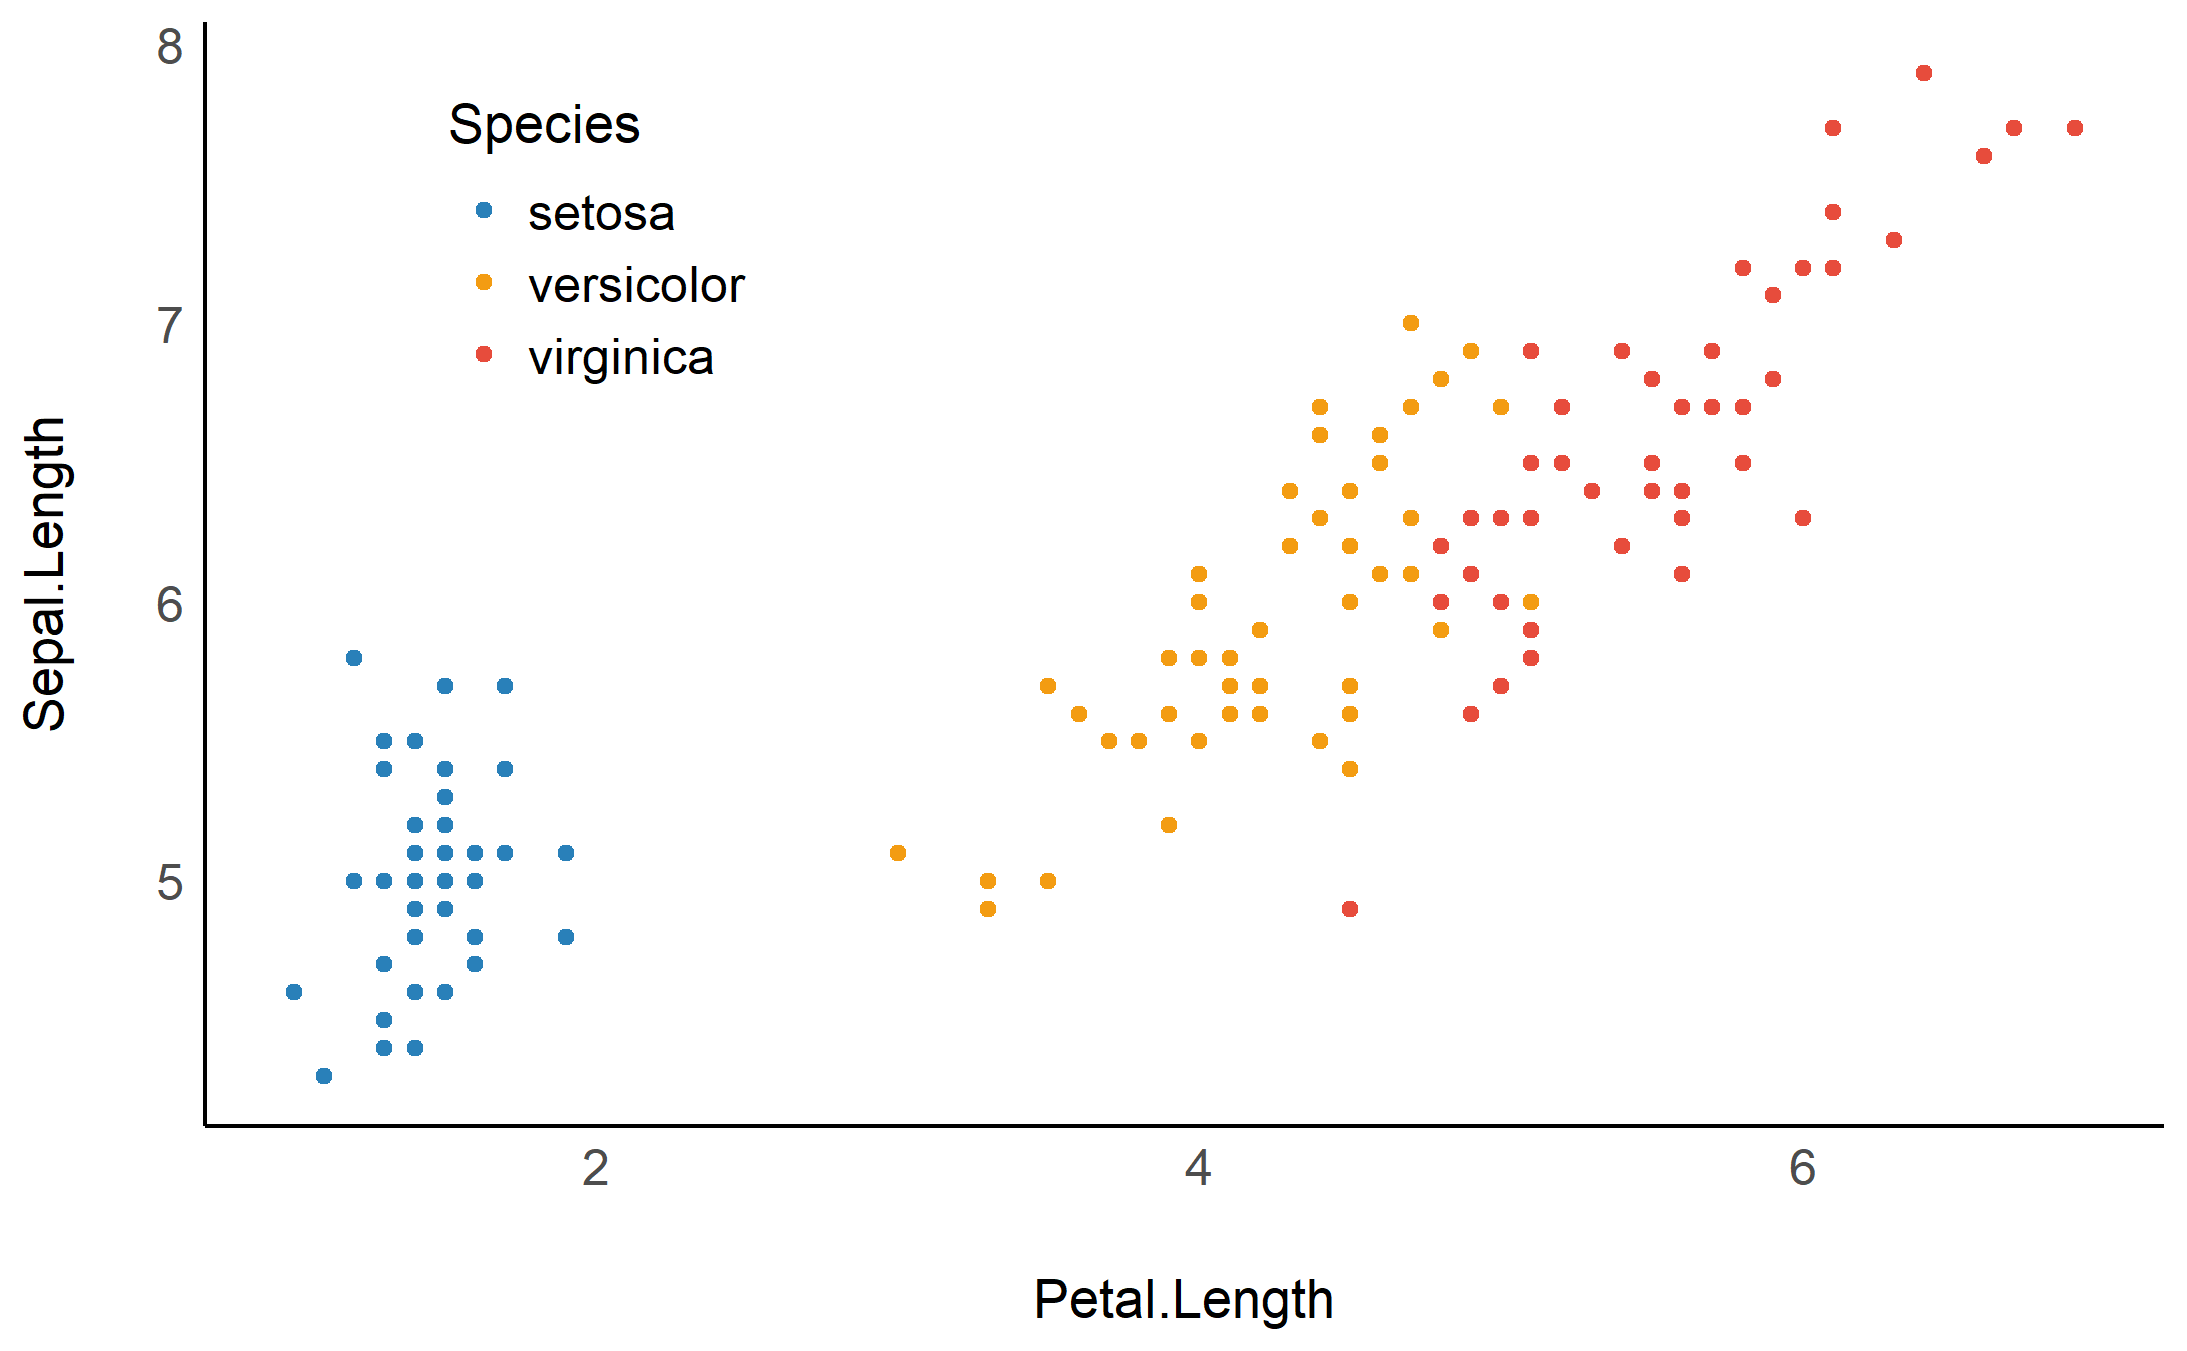 8
7
6
5
Sepal.Length
Species
setosa
versicolor
virginica
2 4 6
Petal.Length